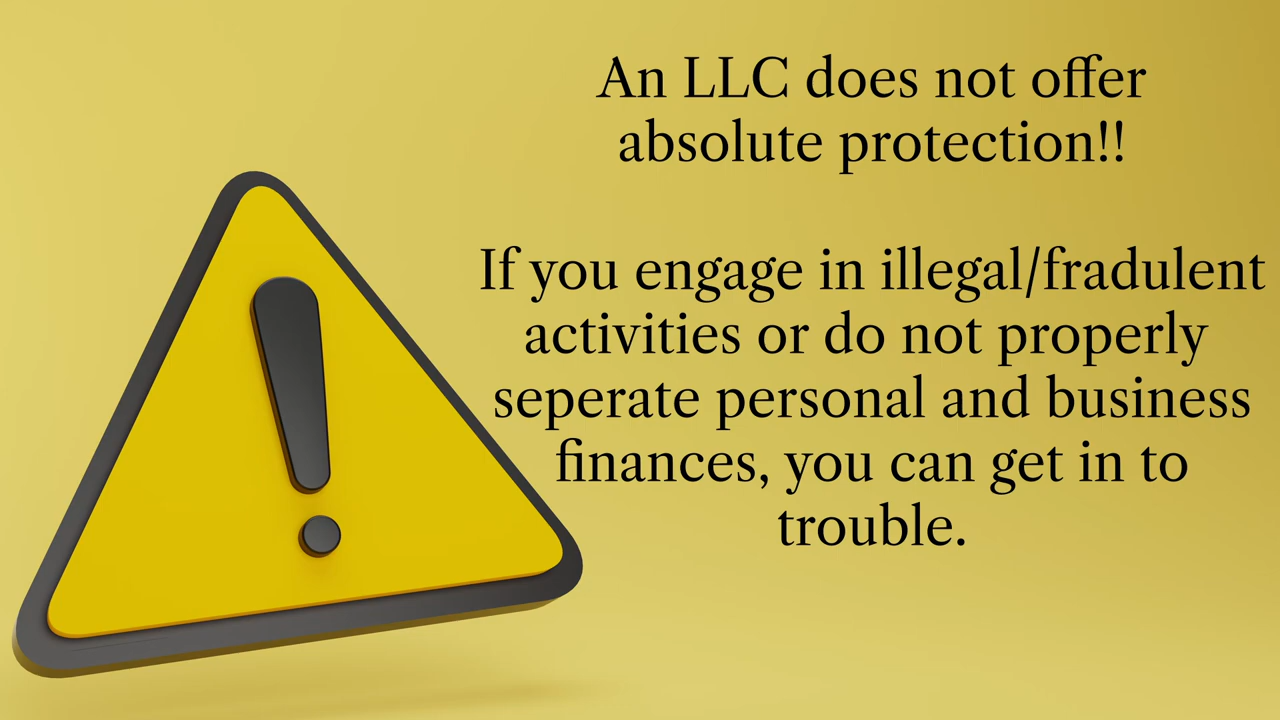 An LLC does not offer
absolute protection!!
If you engage in illegal/fradulent
activities or do not properly
seperate personal and business
finances, you can get in to
trouble.